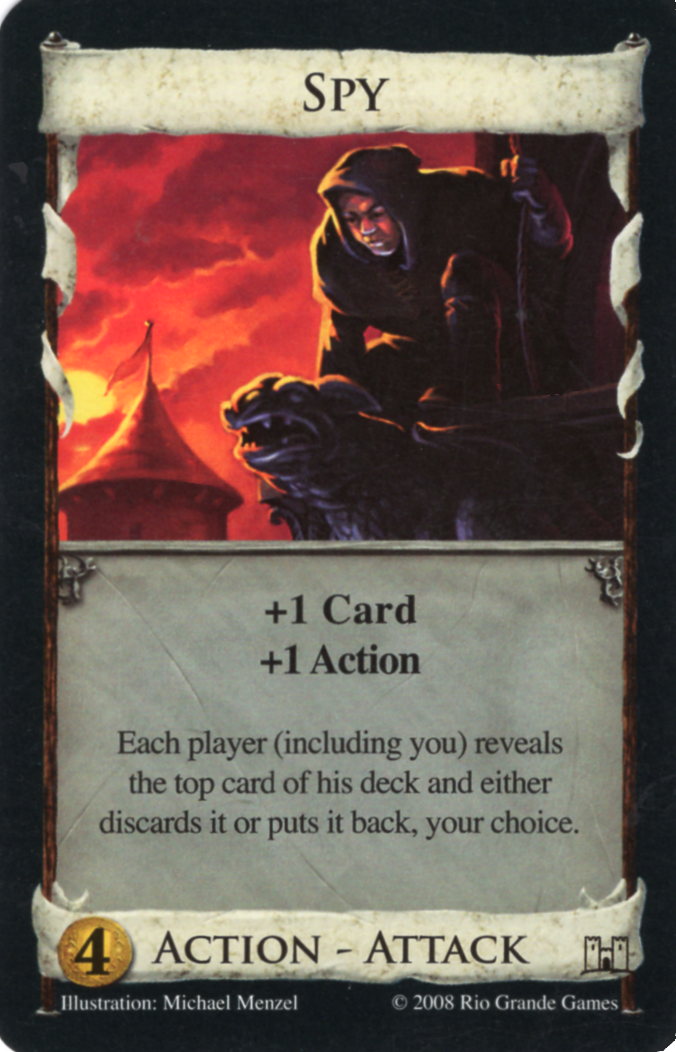 Spy
+1 Card
+1 Action
Each player (including you) reveals
the top card of his deck and either
discards it or puts it back, your choice.
4 Action - Attack
Illustration: Michael Menzel © 2008 Rio Grande Games